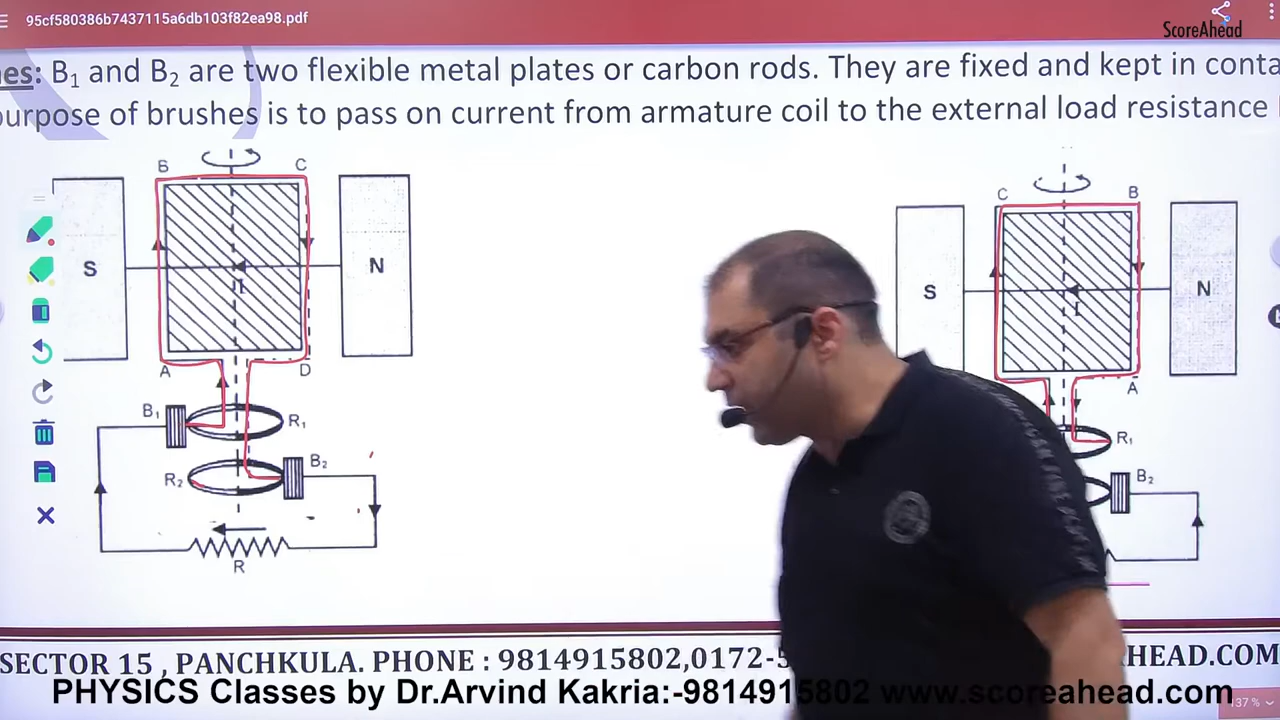 95cf580386b7437115a6db103f82ea98.pdf
ScoreAhead
nes: B₁ and B₂ are two flexible metal plates or carbon rods. They are fixed and kept in conta
purpose of brushes is to pass on current from armature coil to the external load resistance
B C
C B
S N
S N
A D
A
B₁ R₁
R₁
R₂ B₂
B₂
R
SECTOR 15 , PANCHKULA. PHONE : 9814915802,0172-5 HEAD.COM
PHYSICS Classes by Dr.Arvind Kakria:-9814915802 www.scoreahead.com
137 %